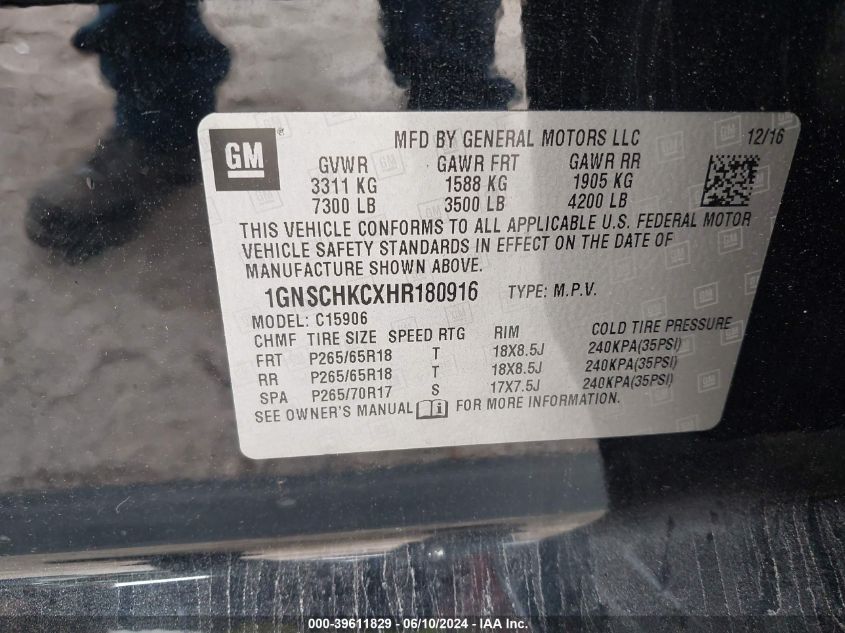 GM
MFD BY GENERAL MOTORS LLC 12/16
GVWR GAWR FRT GAWR RR
3311 KG 1588 KG 1905 KG
7300 LB 3500 LB 4200 LB
THIS VEHICLE CONFORMS TO ALL APPLICABLE U.S. FEDERAL MOTOR
VEHICLE SAFETY STANDARDS IN EFFECT ON THE DATE OF
MANUFACTURE SHOWN ABOVE.
1GNSCHKCXHR180916 TYPE: M.P.V.
MODEL: C15906
CHMF TIRE SIZE SPEED RTG RIM COLD TIRE PRESSURE
FRT P265/65R18 T 18X8.5J 240KPA(35PSI)
RR P265/65R18 T 18X8.5J 240KPA(35PSI)
SPA P265/70R17 S 17X7.5J 240KPA(35PSI)
SEE OWNER'S MANUAL FOR MORE INFORMATION.
000-39611829 - 06/10/2024 - IAA Inc.